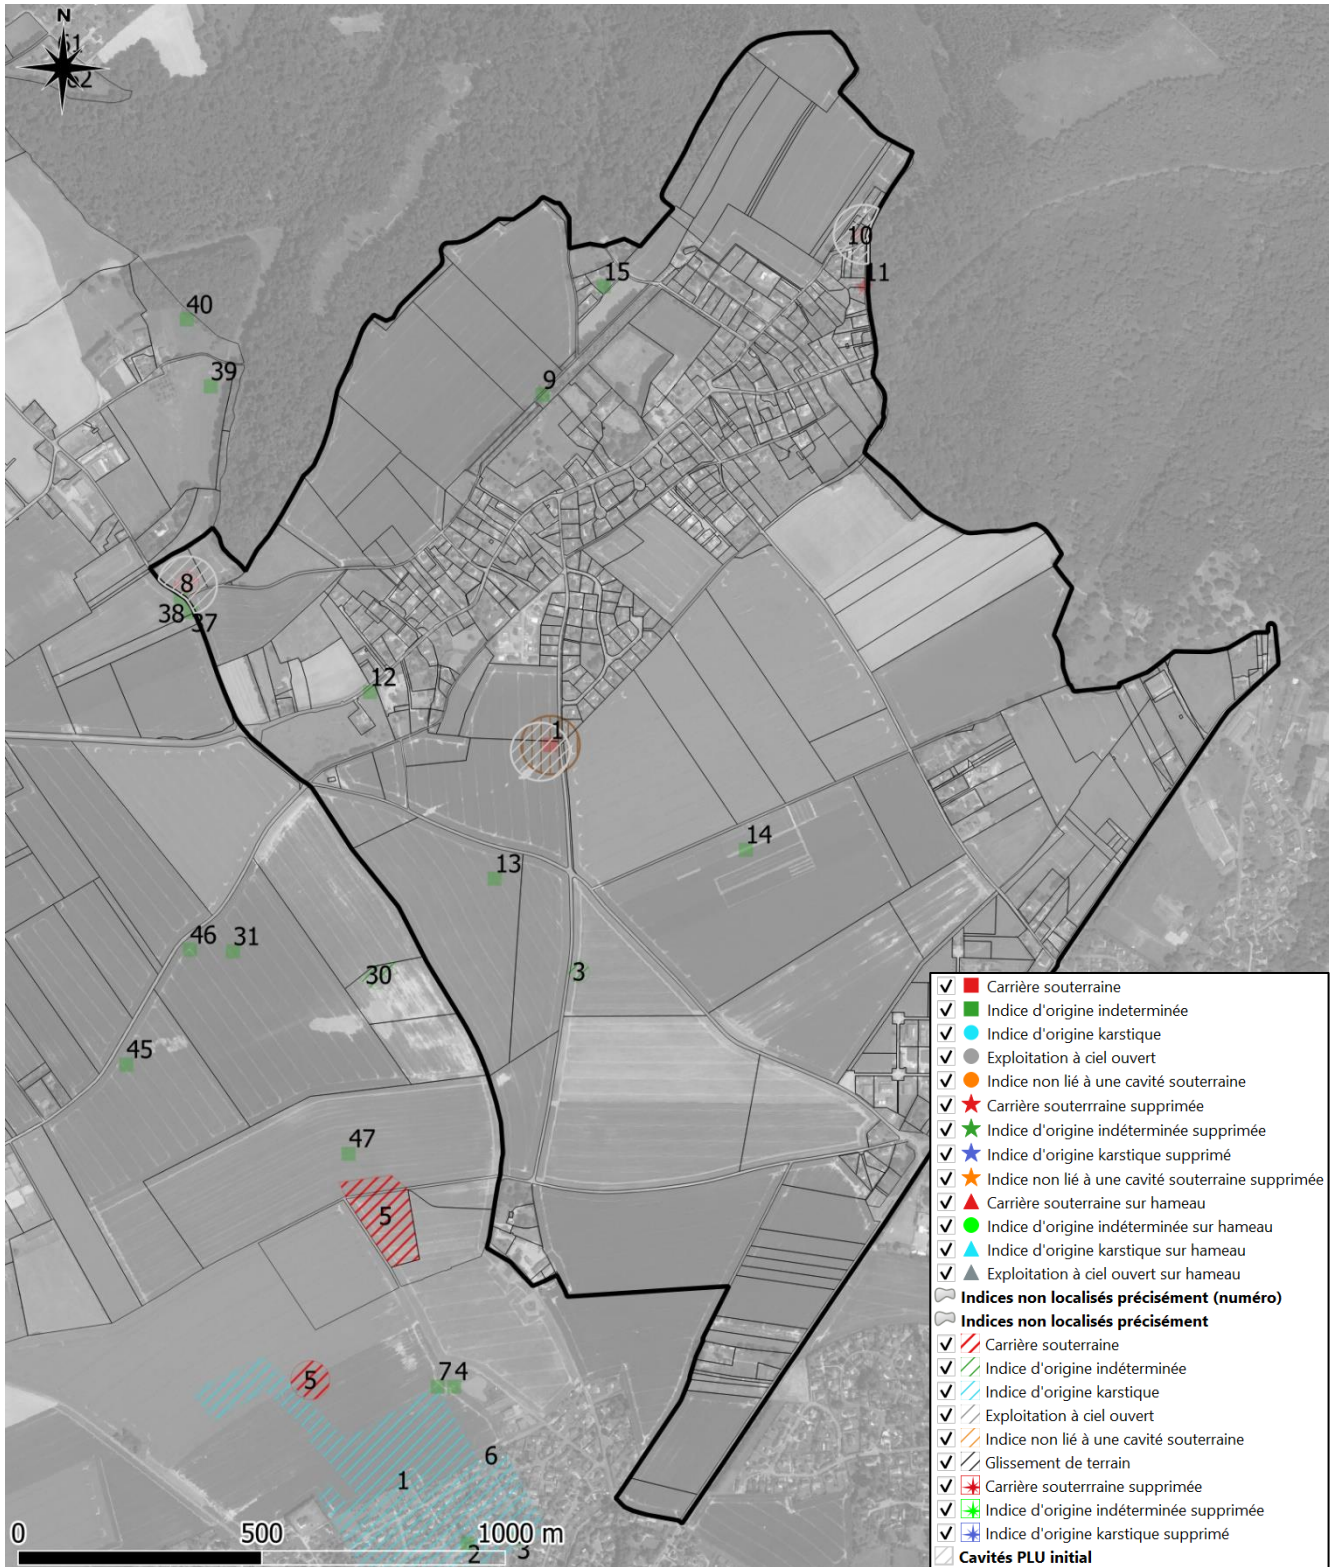 N
61
62
10
11
15
40
9
39
8
38
37
12
1
14
13
46
31
30
3
45
47
5
5
74
6
1
2
3
0
500
1000 m
Carrière souterraine
Indice d'origine indeterminée
Indice d'origine karstique
Exploitation à ciel ouvert
Indice non lié à une cavité souterraine
Carrière souterrraine supprimée
Indice d'origine indéterminée supprimée
Indice d'origine karstique supprimé
Indice non lié à une cavité souterraine supprimée
Carrière souterraine sur hameau
Indice d'origine indéterminée sur hameau
Indice d'origine karstique sur hameau
Exploitation à ciel ouvert sur hameau
Indices non localisés précisément (numéro)
Indices non localisés précisément
Carrière souterraine
Indice d'origine indéterminée
Indice d'origine karstique
Exploitation à ciel ouvert
Indice non lié à une cavité souterraine
Glissement de terrain
Carrière souterrraine supprimée
Indice d'origine indéterminée supprimée
Indice d'origine karstique supprimé
Cavités PLU initial